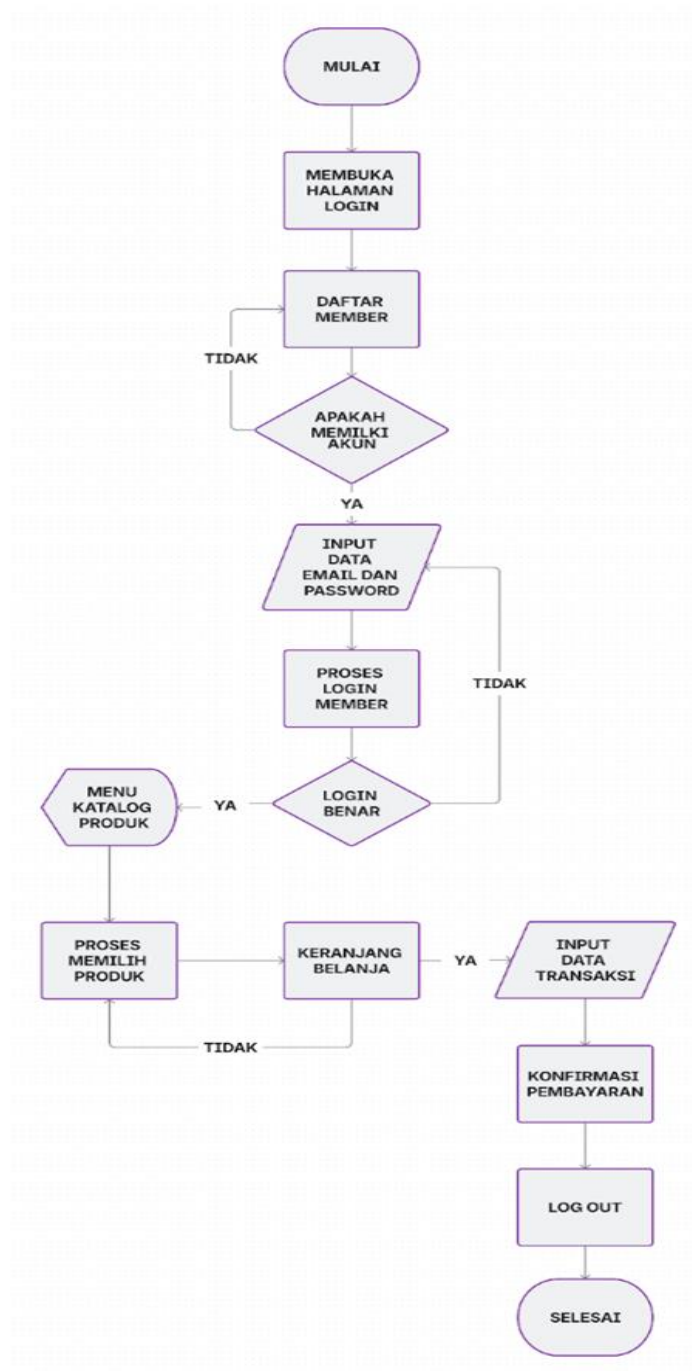 MULAI
MEMBUKA
HALAMAN
LOGIN
DAFTAR
MEMBER
TIDAK
APAKAH
MEMILKI
AKUN
YA
INPUT
DATA
EMAIL DAN
PASSWORD
PROSES
LOGIN
MEMBER
TIDAK
LOGIN
BENAR
YA
MENU
KATALOG
PRODUK
PROSES
MEMILIH
PRODUK
KERANJANG
BELANJA
TIDAK
YA
INPUT
DATA
TRANSAKSI
KONFIRMASI
PEMBAYARAN
LOG OUT
SELESAI